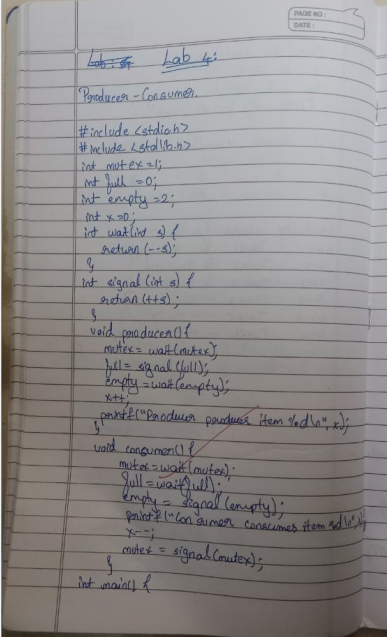 PAGE NO:
DATE:
Lab 4:
Producer - Consumer.
#include <stdio.h>
#include <stdlib.h>
int mutex=1;
int full =0;
int empty =2;
int x=0;
int wait(int s) {
return (--s);
}
int signal (int s) {
return (++s) ;
}
void producer() {
mutex = wait(mutex);
full= signal (full);
empty =wait(empty);
x++;
printf("Producer produces item %d\n", x);
}
void consumer() {
mutex=wait(mutex);
full =wait(full);
empty = signal (empty);
printf("Consumer consumes item %d\n",
x--;
mutex = signal(mutex);
}
int main() {